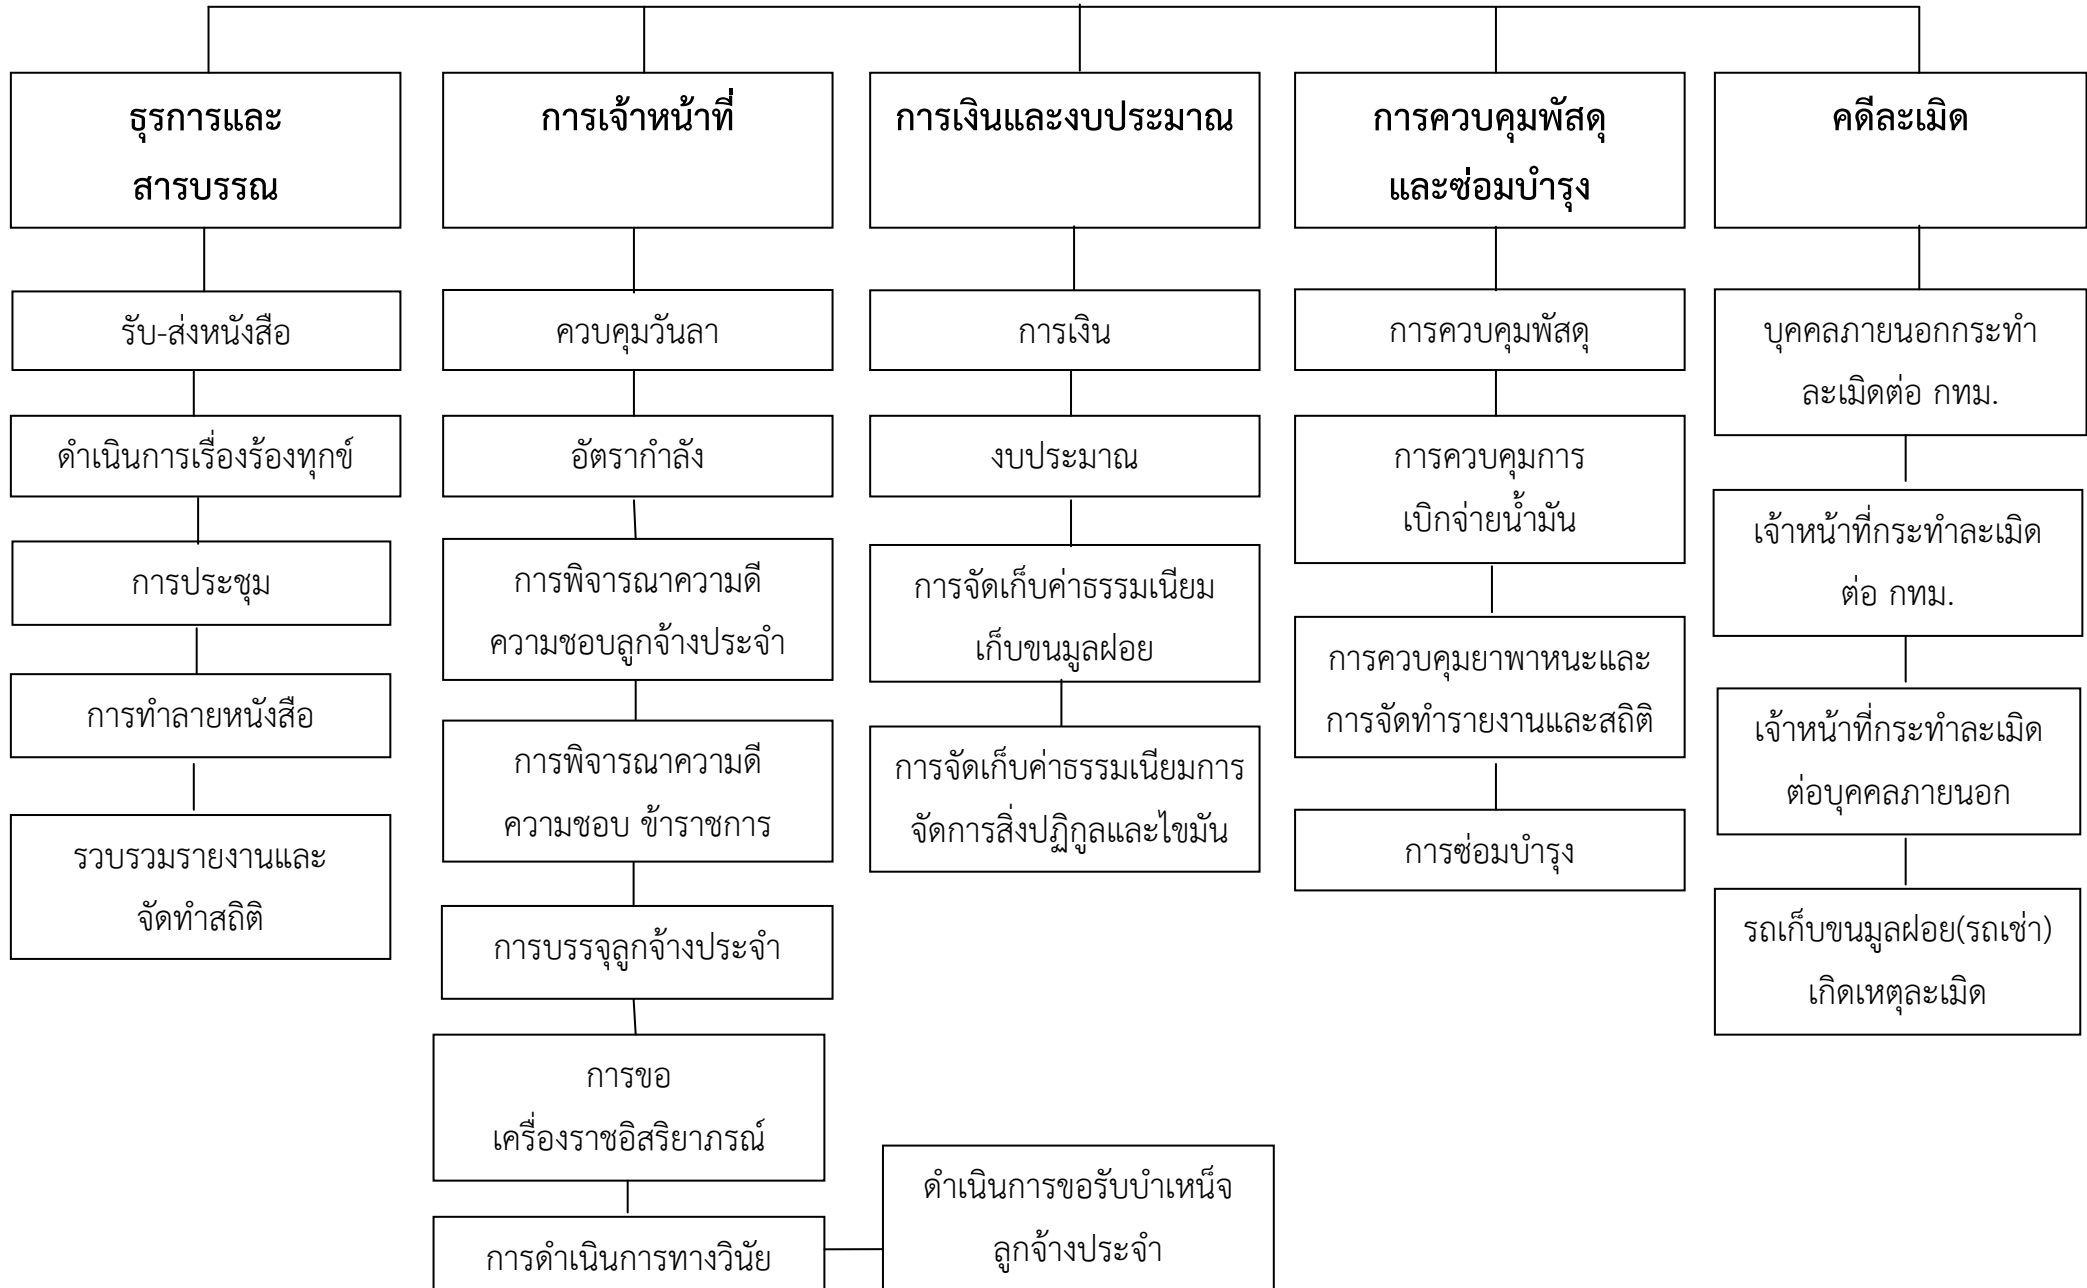 ธุรการและ
สารบรรณ
รับ-ส่งหนังสือ
ดำเนินการเรื่องร้องทุกข์
การประชุม
การทำลายหนังสือ
รวบรวมรายงานและ
จัดทำสถิติ
การเจ้าหน้าที่
ควบคุมวันลา
อัตรากำลัง
การพิจารณาความดี
ความชอบลูกจ้างประจำ
การพิจารณาความดี
ความชอบ ข้าราชการ
การบรรจุลูกจ้างประจำ
การขอ
เครื่องราชอิสริยาภรณ์
การดำเนินการทางวินัย
ดำเนินการขอรับบำเหน็จ
ลูกจ้างประจำ
การเงินและงบประมาณ
การเงิน
งบประมาณ
การจัดเก็บค่าธรรมเนียม
เก็บขนมูลฝอย
การจัดเก็บค่าธรรมเนียมการ
จัดการสิ่งปฏิกูลและไขมัน
การควบคุมพัสดุ
และซ่อมบำรุง
การควบคุมพัสดุ
การควบคุมการ
เบิกจ่ายน้ำมัน
การควบคุมยาพาหนะและ
การจัดทำรายงานและสถิติ
การซ่อมบำรุง
คดีละเมิด
บุคคลภายนอกกระทำ
ละเมิดต่อ กทม.
เจ้าหน้าที่กระทำละเมิด
ต่อ กทม.
เจ้าหน้าที่กระทำละเมิด
ต่อบุคคลภายนอก
รถเก็บขนมูลฝอย(รถเช่า)
เกิดเหตุละเมิด